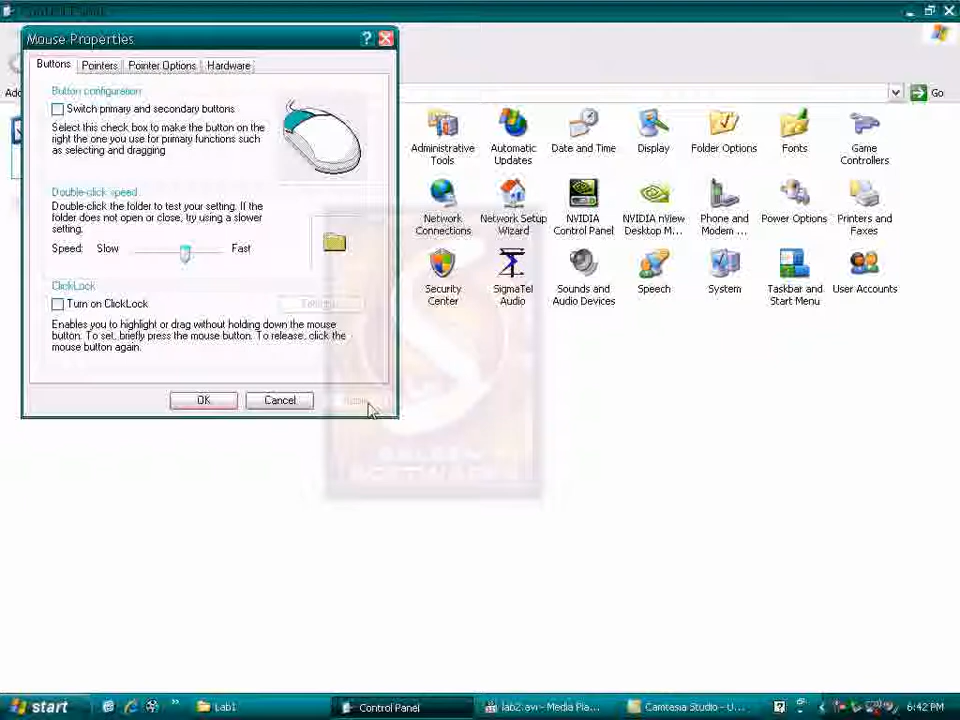 Mouse Properties
Buttons Pointers Pointer Options Hardware
Button configuration
Switch primary and secondary buttons
Select this check box to make the button on the
right the one you use for primary functions such
as selecting and dragging
Double-click speed
Double-click the folder to test your setting. If the
folder does not open or close, try using a slower
setting.
Speed: Slow Fast
ClickLock
Turn on ClickLock
Enables you to highlight or drag without holding down the mouse
button. To set, briefly press the mouse button. To release, click the
mouse button again.
OK Cancel
Go
Administrative
Tools
Automatic
Updates
Date and Time
Display
Folder Options
Fonts
Game
Controllers
Network
Connections
Network Setup
Wizard
NVIDIA
Control Panel
NVIDIA nView
Desktop M...
Phone and
Modem ...
Power Options
Printers and
Faxes
Security
Center
SigmaTel
Audio
Sounds and
Audio Devices
Speech
System
Taskbar and
Start Menu
User Accounts
SALEEM
SOFTWARE
start Lab1 Control Panel lab2.avi - Media Pla... Camtasia Studio - U... 6:42 PM